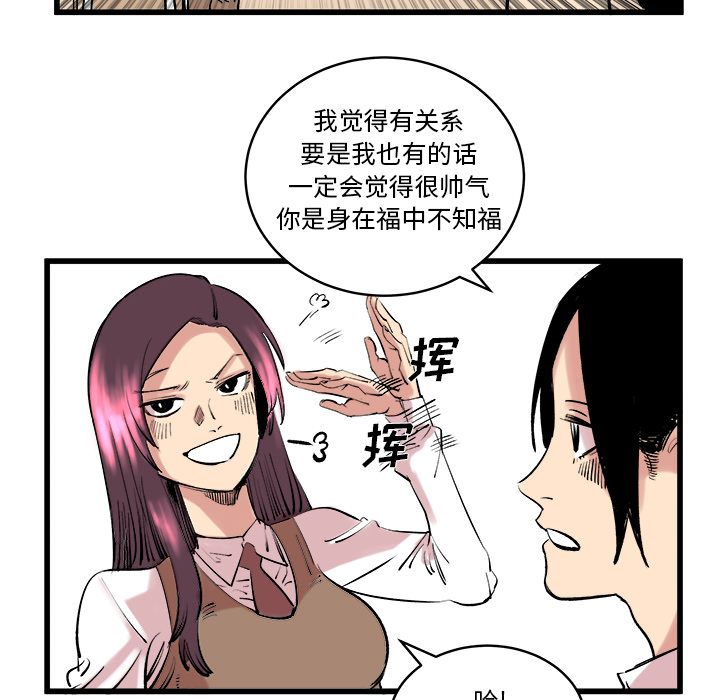 我觉得有关系
要是我也有的话
一定会觉得很帅气
你是身在福中不知福
挥
挥